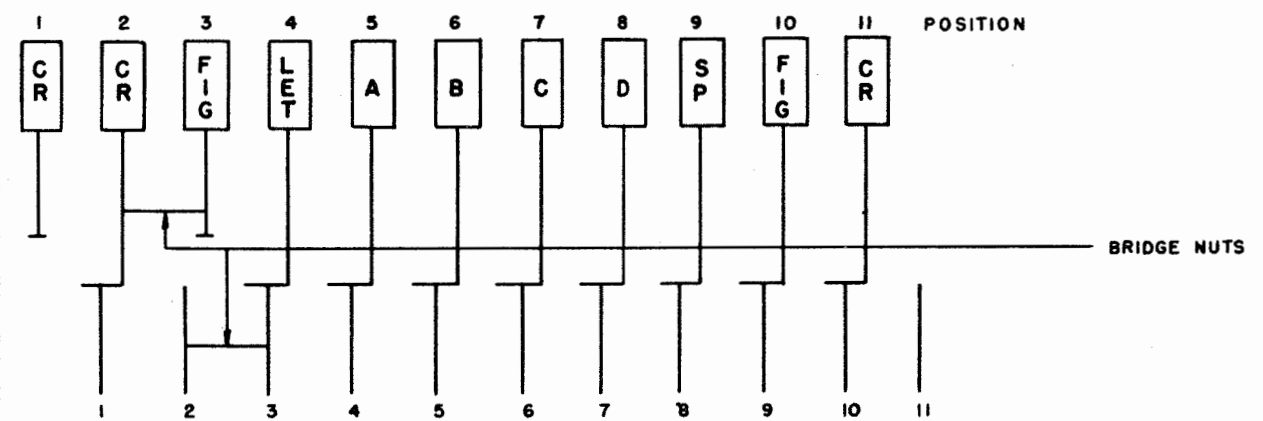 1 2 3 4 5 6 7 8 9 10 11 POSITION
CR CR FIG LET A B C D SP FIG CR
BRIDGE NUTS
1 2 3 4 5 6 7 8 9 10 11